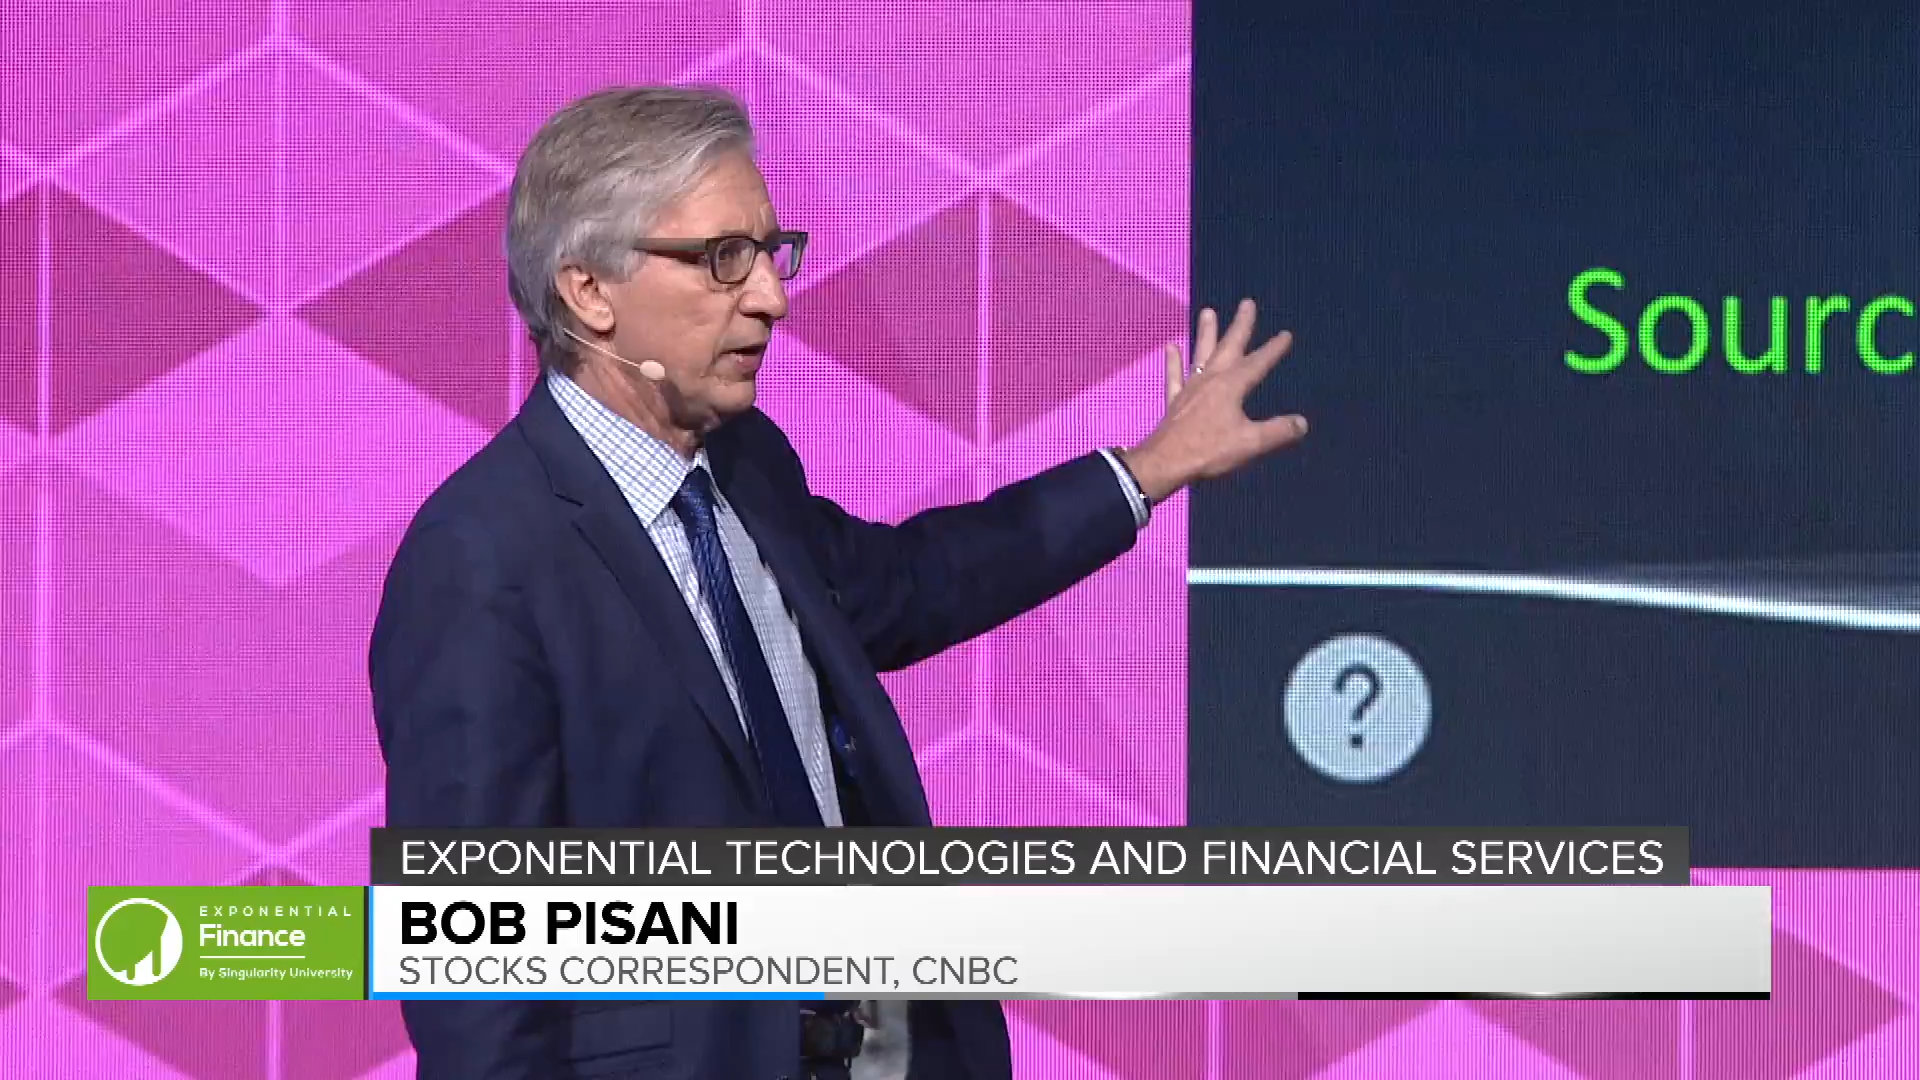 Sourc
?
EXPONENTIAL TECHNOLOGIES AND FINANCIAL SERVICES
EXPONENTIAL
Finance
By Singularity University
BOB PISANI
STOCKS CORRESPONDENT, CNBC